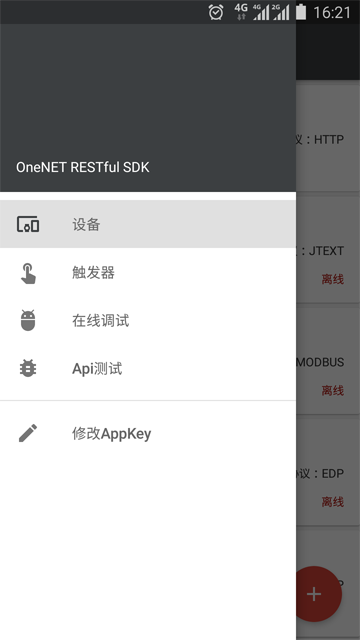 4G 4G 2G 16:21
OneNET RESTful SDK
议：HTTP
设备
触发器
：JTEXT
离线
在线调试
Api测试
MODBUS
离线
修改AppKey
议：EDP
离线